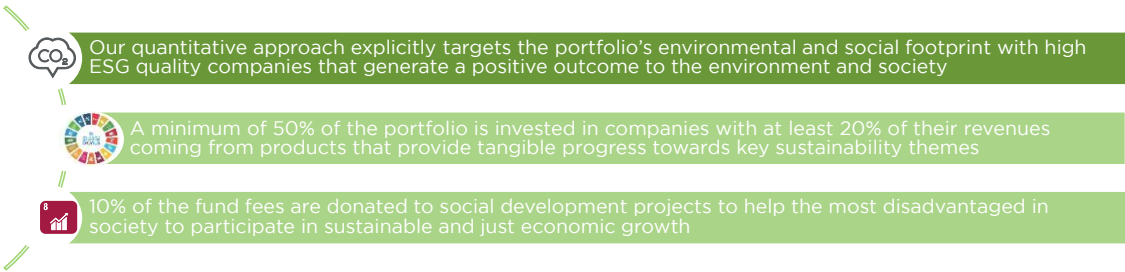 CO2
Our quantitative approach explicitly targets the portfolio's environmental and social footprint with high
ESG quality companies that generate a positive outcome to the environment and society
A minimum of 50% of the portfolio is invested in companies with at least 20% of their revenues
coming from products that provide tangible progress towards key sustainability themes
8
10% of the fund fees are donated to social development projects to help the most disadvantaged in
society to participate in sustainable and just economic growth